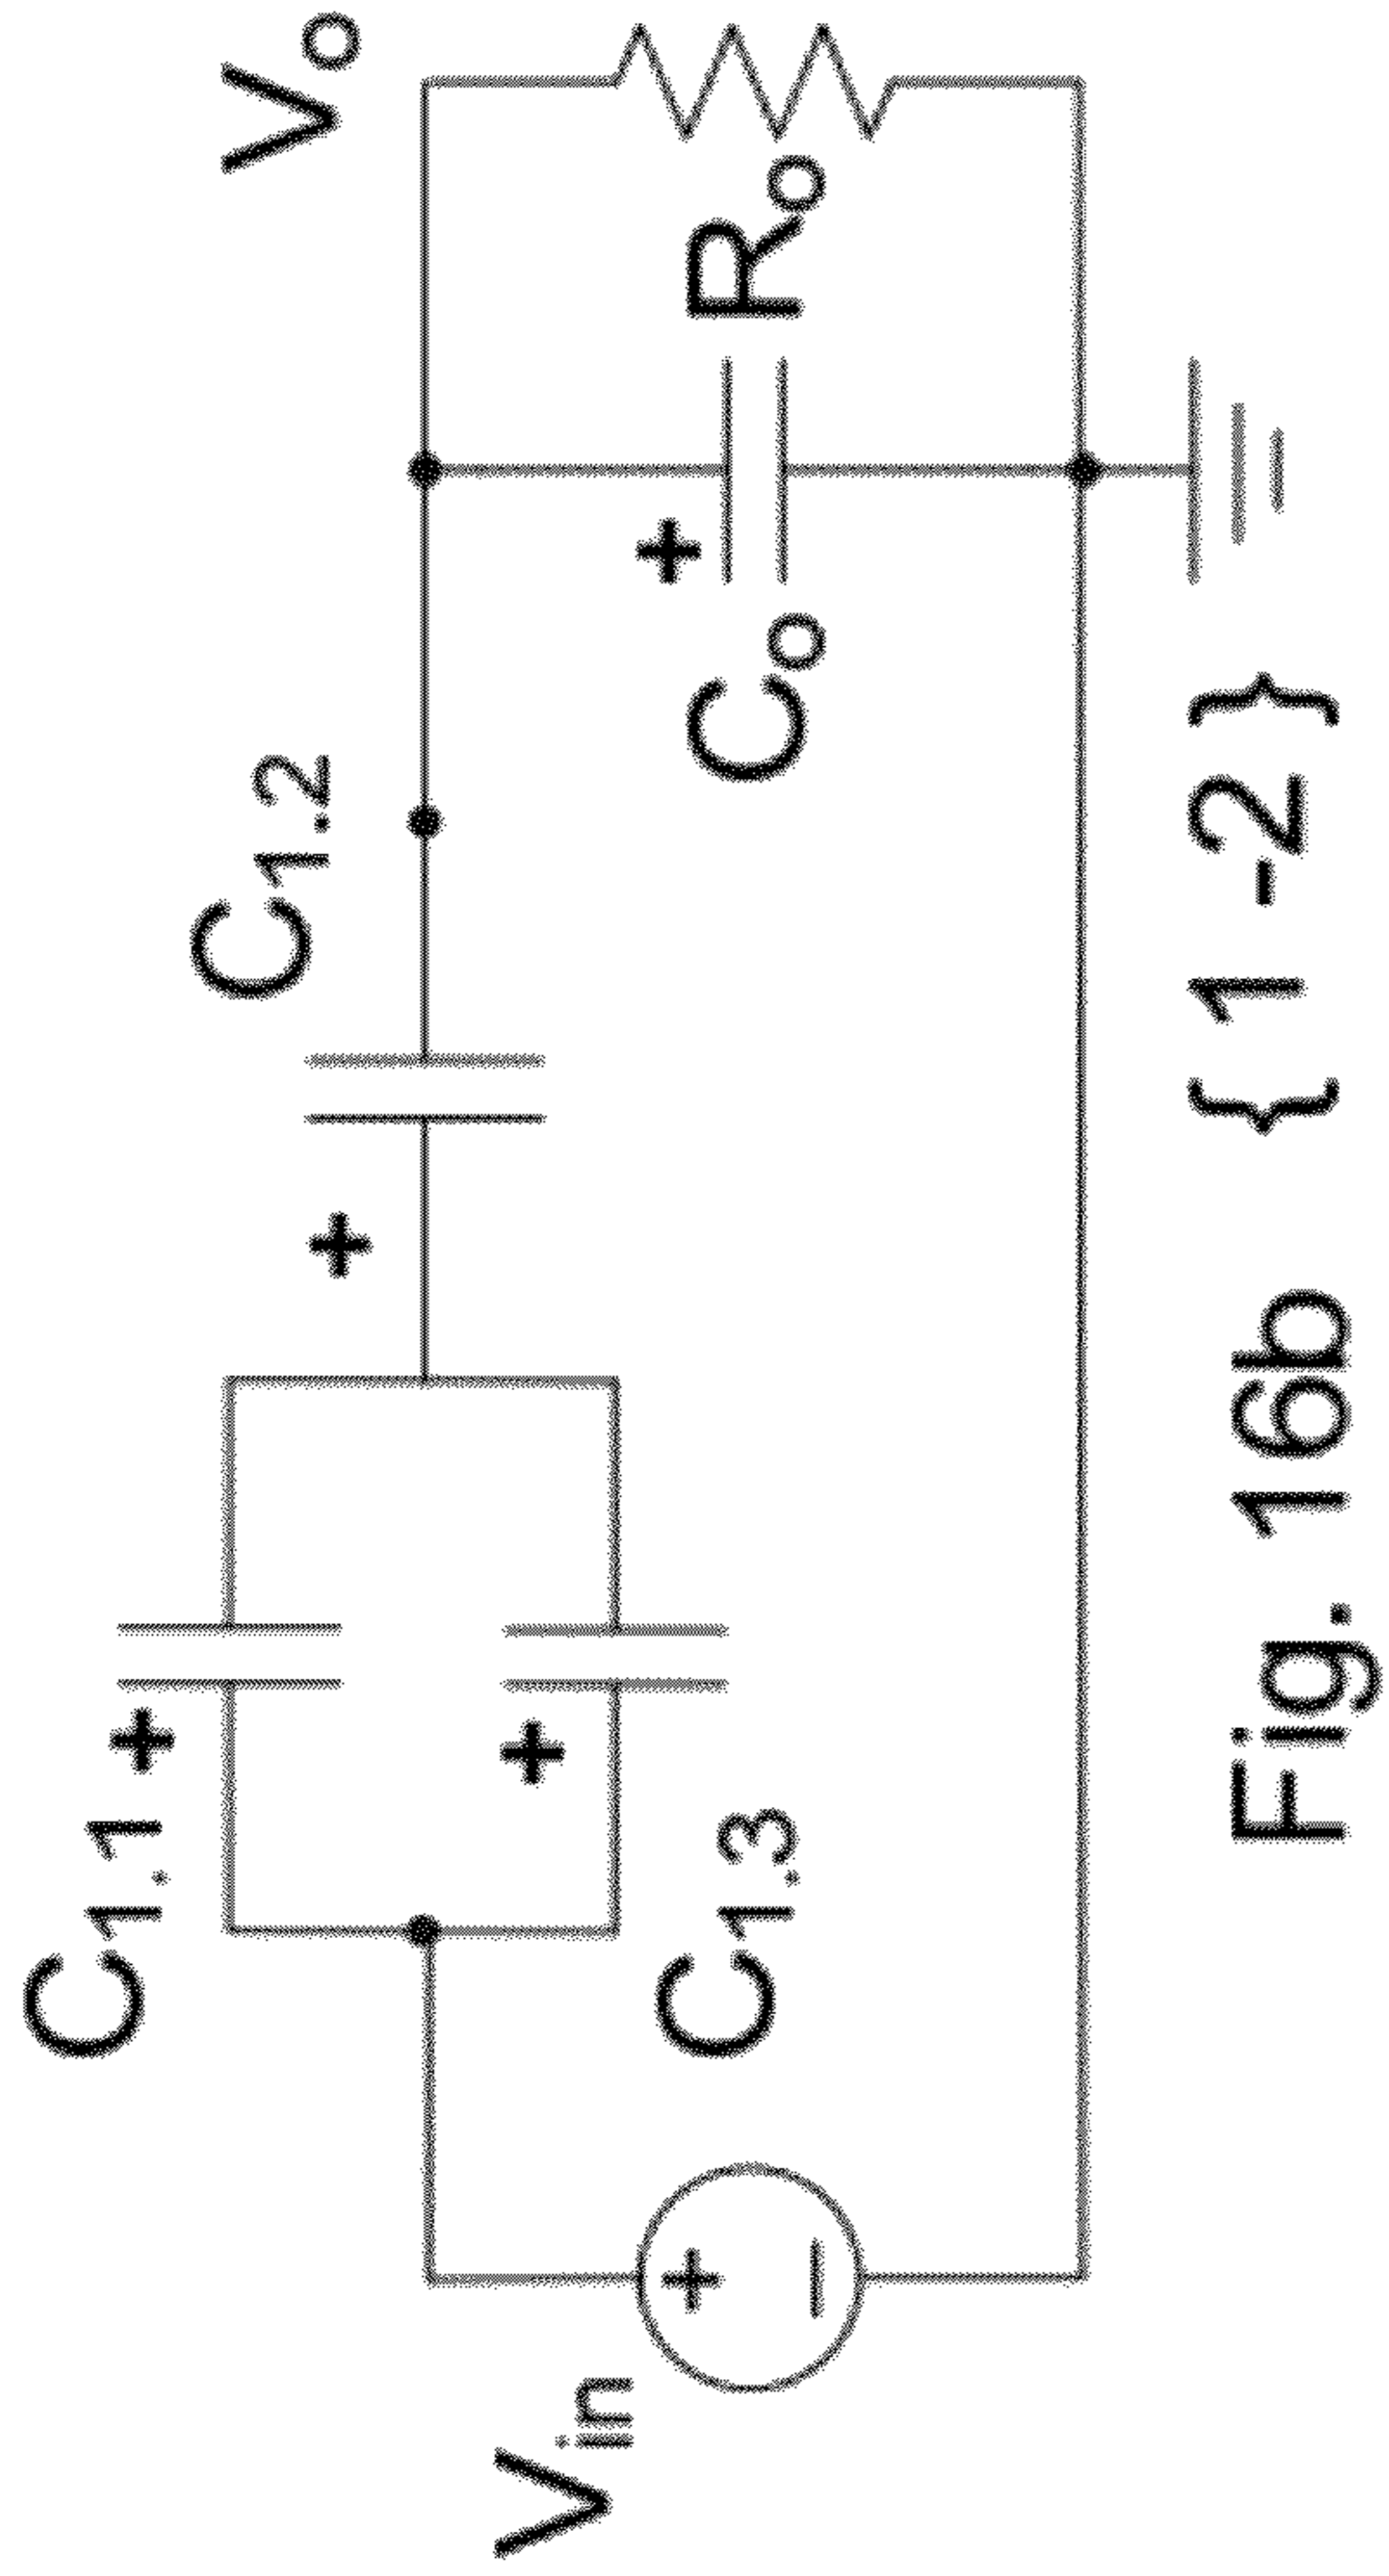 C1.1 +
C1.2
Vo
+
+
C1.3
Vin
+
−
+
Co
Ro
Fig. 16b { 1 -2 }